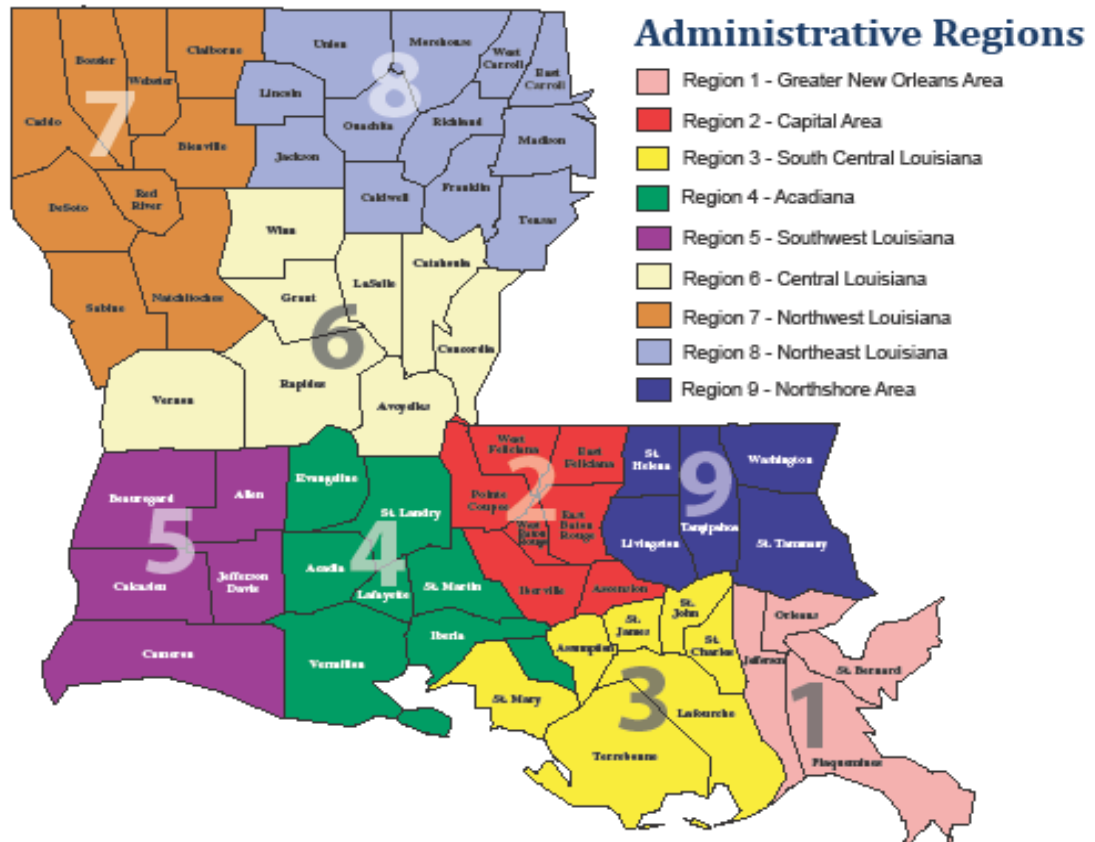 Administrative Regions
Region 1 - Greater New Orleans Area
Region 2 - Capital Area
Region 3 - South Central Louisiana
Region 4 - Acadiana
Region 5 - Southwest Louisiana
Region 6 - Central Louisiana
Region 7 - Northwest Louisiana
Region 8 - Northeast Louisiana
Region 9 - Northshore Area
7
Caddo
Bossier
Webster
Claiborne
Bienville
DeSoto
Red
River
Sabine
Natchitoches
8
Union
Morehouse
West
Carroll
East
Carroll
Lincoln
Ouachita
Richland
Madison
Jackson
Caldwell
Franklin
Tensas
6
Winn
Grant
LaSalle
Catahoula
Concordia
Vernon
Rapides
Avoyelles
5
Beauregard
Allen
Calcasieu
Jefferson
Davis
Cameron
4
Evangeline
St. Landry
Acadia
Lafayette
St. Martin
Iberia
Vermilion
2
West
Feliciana
East
Feliciana
Pointe
Coupee
West
Baton
Rouge
East
Baton
Rouge
Iberville
Ascension
9
St.
Helena
Washington
Livingston
Tangipahoa
St. Tammany
3
Assumption
St.
James
St.
John
St.
Charles
St. Mary
Lafourche
Terrebonne
1
Orleans
Jefferson
St. Bernard
Plaquemines